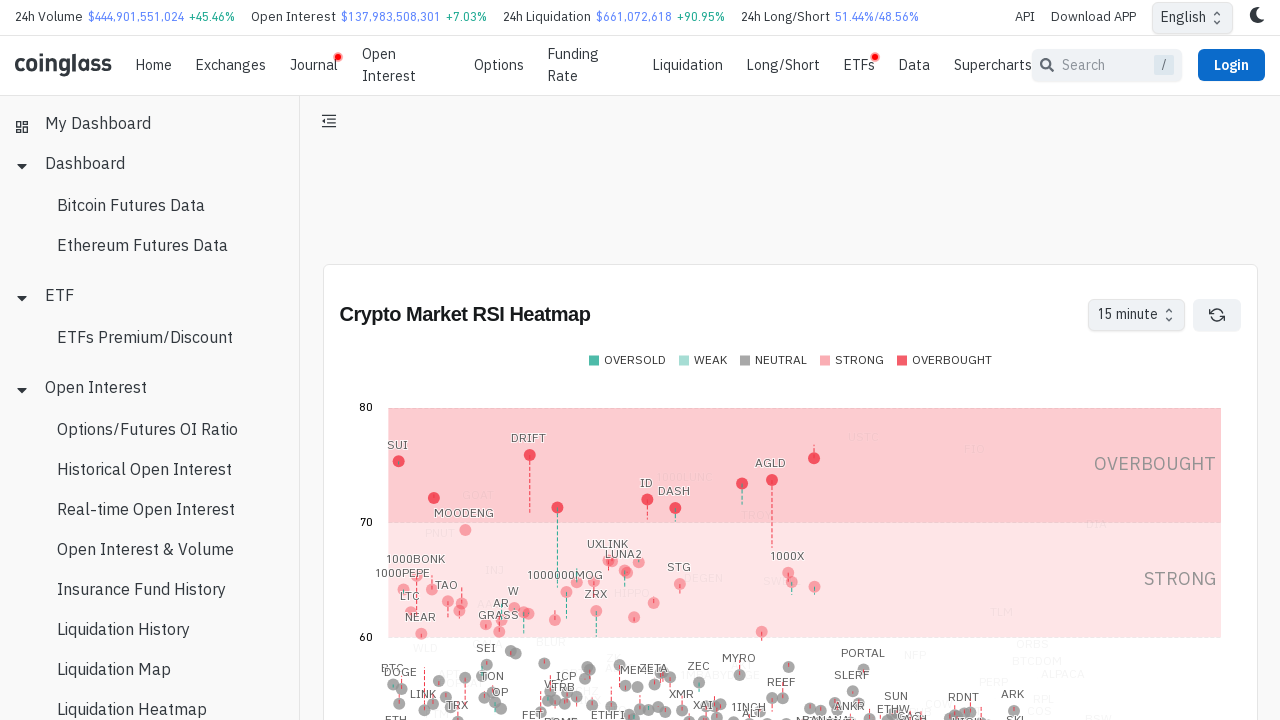 24h Volume $444,901,551,024 +45.46% Open Interest $137,983,508,301 +7.03% 24h Liquidation $661,072,618 +90.95% 24h Long/Short 51.44%/48.56% API Download APP English
coinglass Home Exchanges Journal Open Interest Options Funding Rate Liquidation Long/Short ETFs Data Supercharts Search / Login
My Dashboard
Dashboard
Bitcoin Futures Data
Ethereum Futures Data
ETF
ETFs Premium/Discount
Open Interest
Options/Futures OI Ratio
Historical Open Interest
Real-time Open Interest
Open Interest & Volume
Insurance Fund History
Liquidation History
Liquidation Map
Liquidation Heatmap
Crypto Market RSI Heatmap 15 minute
OVERSOLD WEAK NEUTRAL STRONG OVERBOUGHT
80
DRIFT
SUI
AGLD
OVERBOUGHT
ID
DASH
MOODENG
70
UXLINK
LUNA2
1000X
1000BONK
STG
1000PEPE
1000000MOG
STRONG
TAO
W
ZRX
LTC
AR
GRASS
NEAR
60
SEI
PORTAL
MYRO
ZEC
MEME
ZETA
BTC
DOGE
TON
ICP
SLERF
REEF
VET
ORBS
BTCDOM
ALPACA
TRB
OP
LINK
XMR
SUN
RDNT
ARK
TRX
XAI
1INCH
ANKR
ETHW
FET
ETHFI
ETH